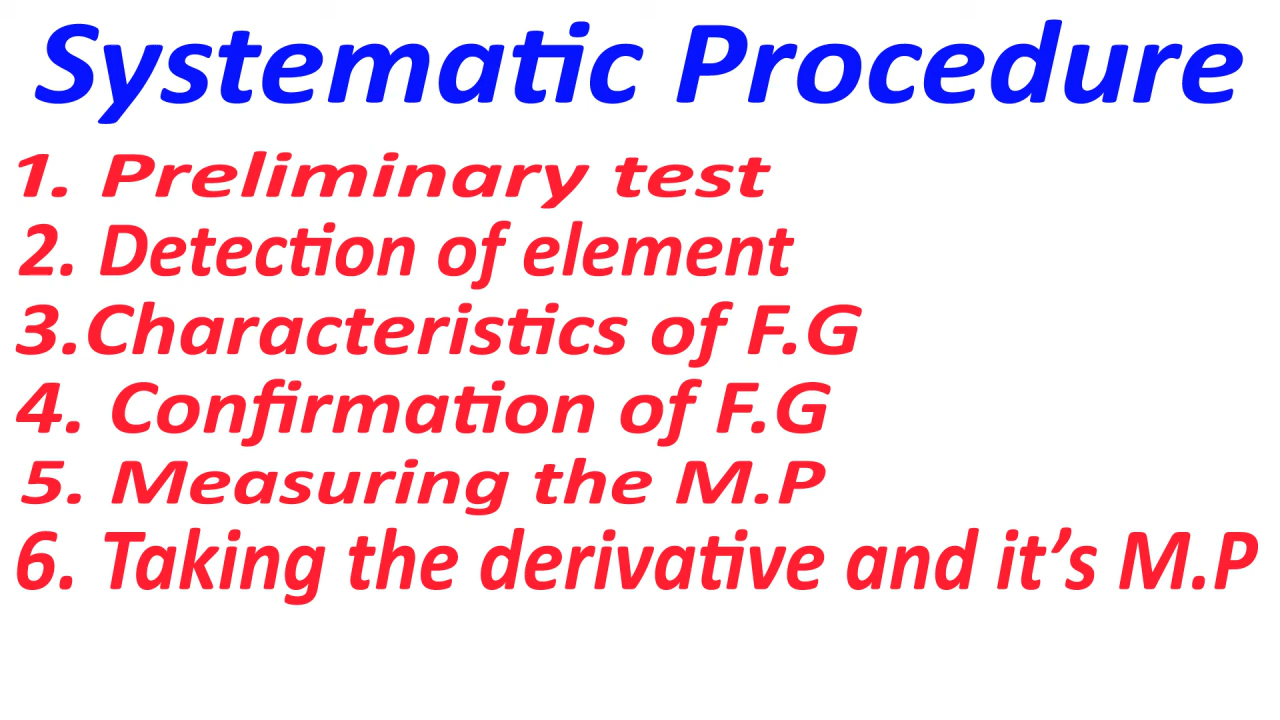 Systematic Procedure
1. Preliminary test
2. Detection of element
3.Characteristics of F.G
4. Confirmation of F.G
5. Measuring the M.P
6. Taking the derivative and it’s M.P